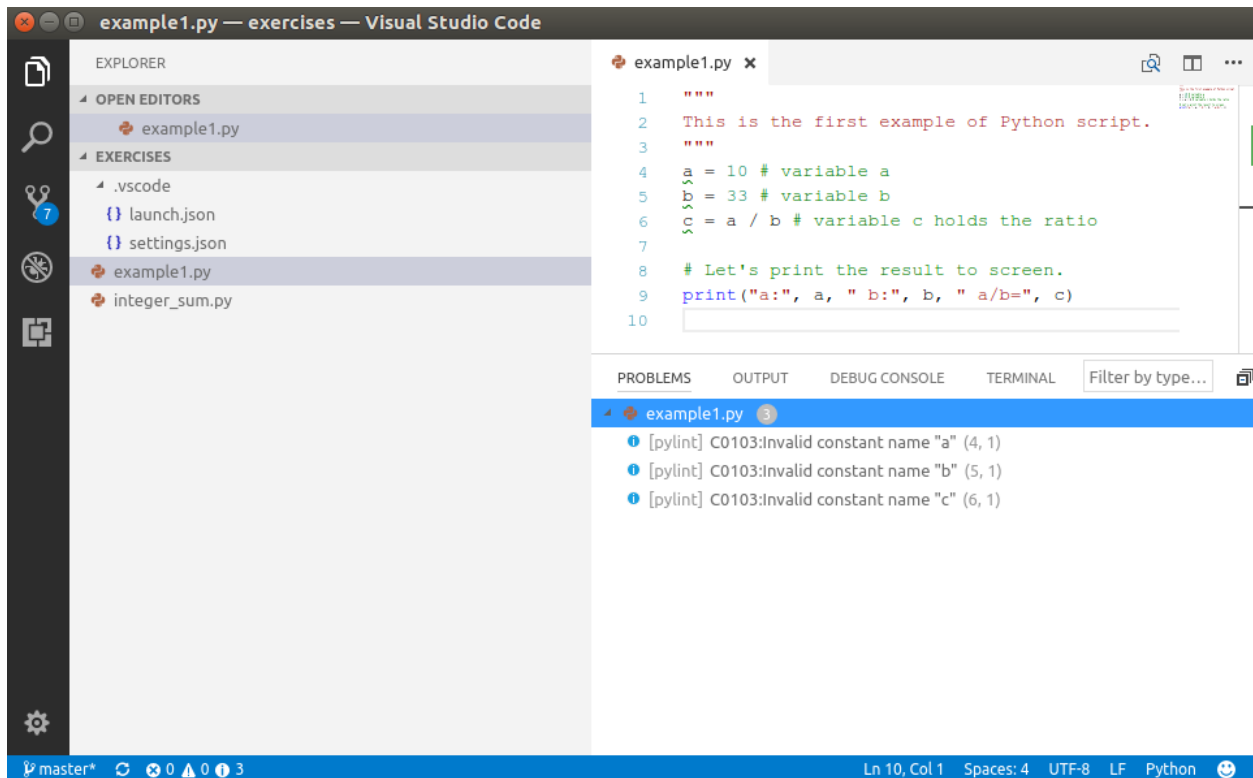 example1.py — exercises — Visual Studio Code
EXPLORER
OPEN EDITORS
example1.py
EXERCISES
.vscode
{} launch.json
{} settings.json
example1.py
integer_sum.py
7
example1.py ×
1 """
2 This is the first example of Python script.
3 """
4 a = 10 # variable a
5 b = 33 # variable b
6 c = a / b # variable c holds the ratio
7
8 # Let's print the result to screen.
9 print("a:", a, " b:", b, " a/b=", c)
10
PROBLEMS OUTPUT DEBUG CONSOLE TERMINAL Filter by type...
example1.py 3
[pylint] C0103:Invalid constant name "a" (4, 1)
[pylint] C0103:Invalid constant name "b" (5, 1)
[pylint] C0103:Invalid constant name "c" (6, 1)
master* 0 0 3 Ln 10, Col 1 Spaces: 4 UTF-8 LF Python